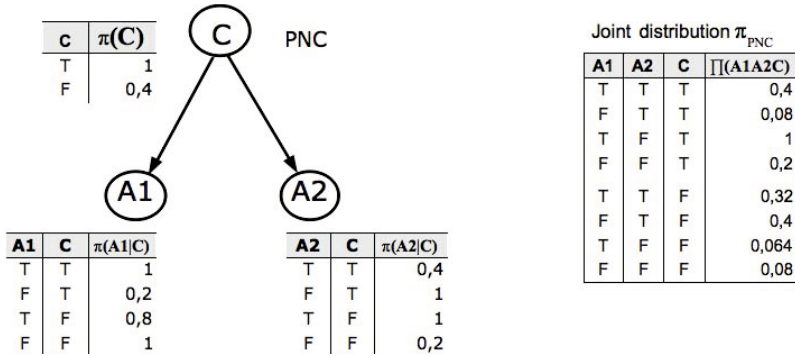 C π(C)
T 1
F 0,4
C
PNC
A1
A2
A1 C π(A1|C)
T T 1
F T 0,2
T F 0,8
F F 1
A2 C π(A2|C)
T T 0,4
F T 1
T F 1
F F 0,2
Joint distribution π PNC
A1 A2 C ∏(A1A2C)
T T T 0,4
F T T 0,08
T F T 1
F F T 0,2
T T F 0,32
F T F 0,4
T F F 0,064
F F F 0,08